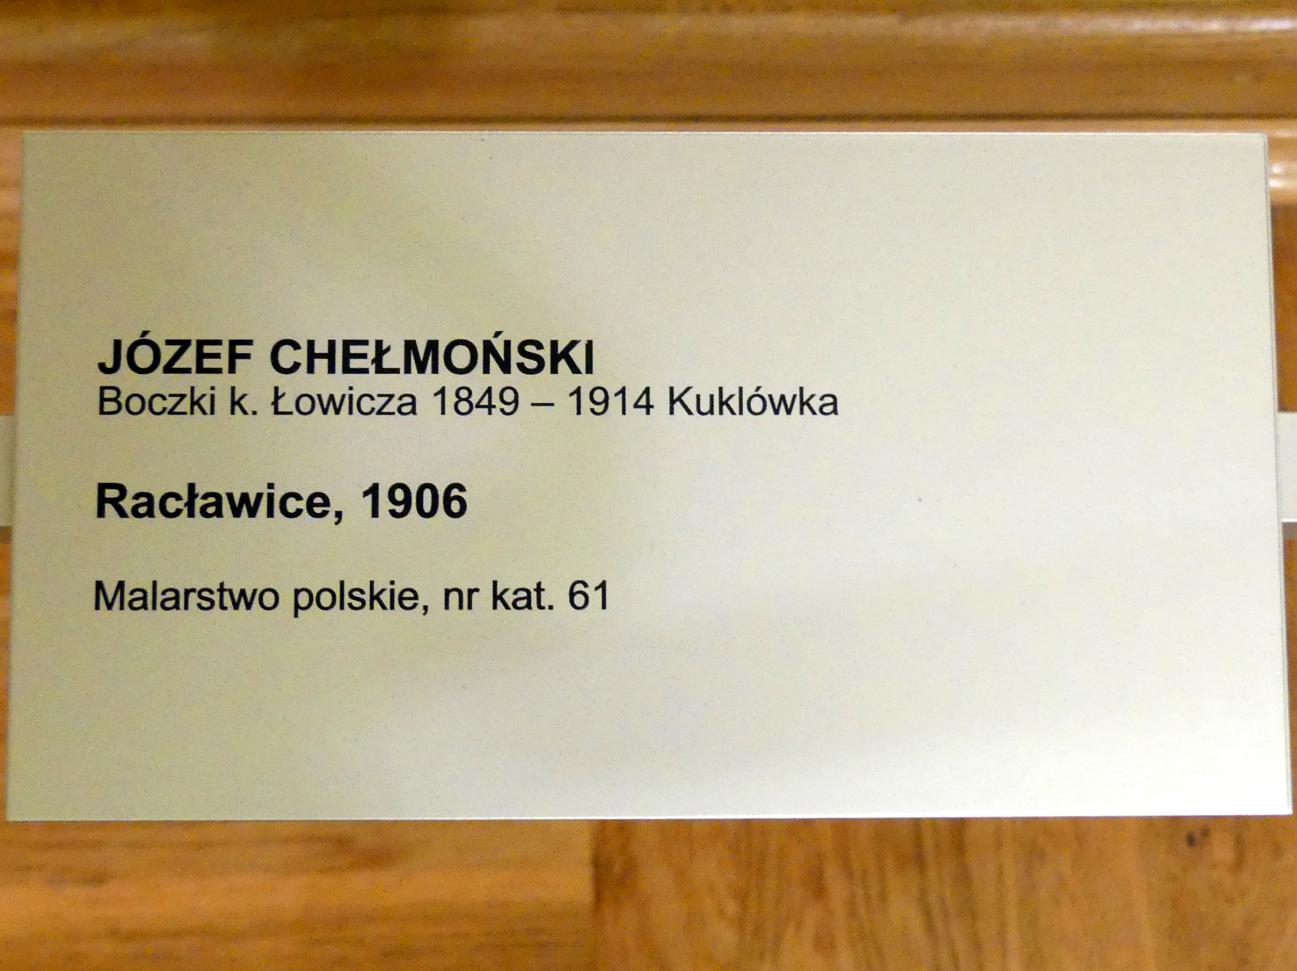 JÓZEF CHEŁMOŃSKI
Boczki k. Łowicza 1849 – 1914 Kuklówka
Racławice, 1906
Malarstwo polskie, nr kat. 61